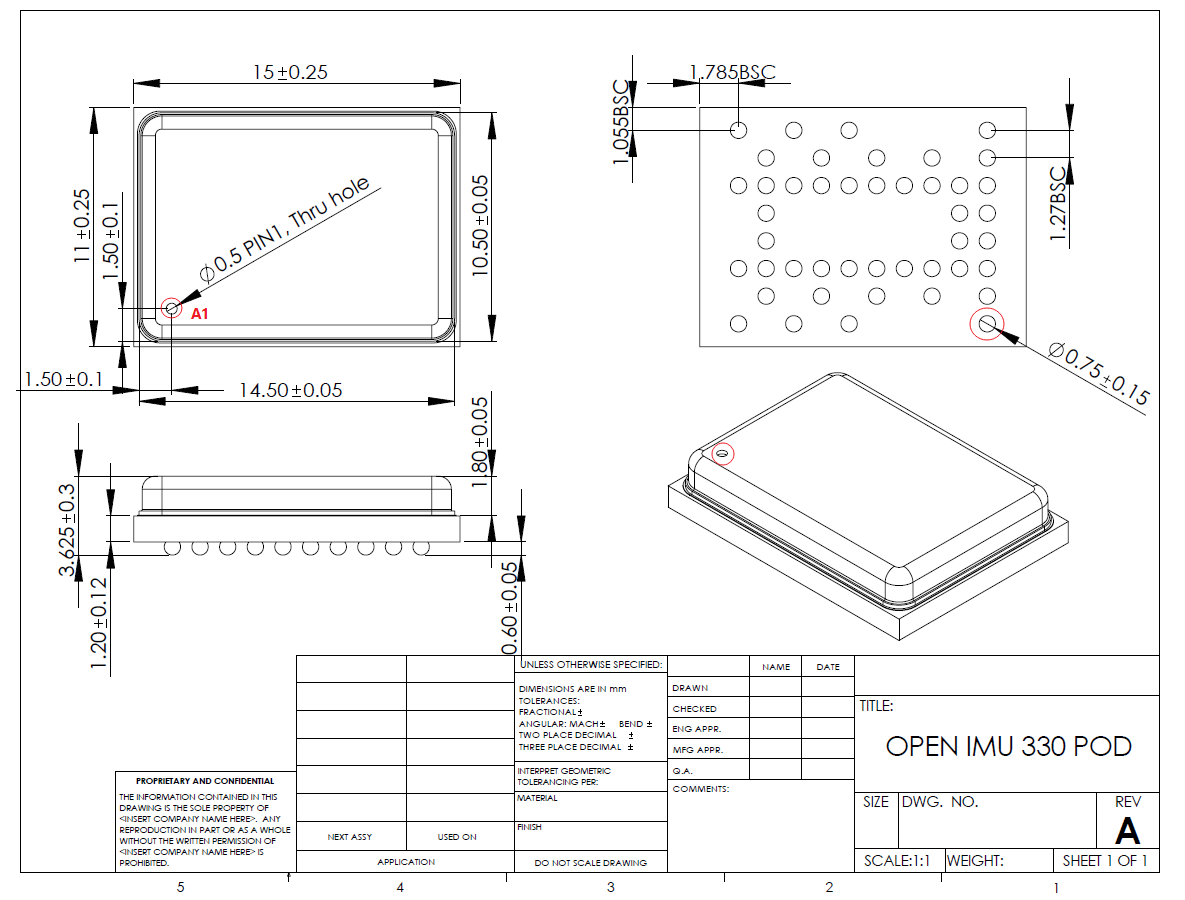 15±0.25
1.785BSC
1.055BSC
11±0.25
1.50±0.1
Ø0.5 PIN1, Thru hole
10.50±0.05
1.27BSC
A1
1.50±0.1
14.50±0.05
Ø0.75±0.15
1.80±0.05
3.625±0.3
1.20±0.12
0.60±0.05
UNLESS OTHERWISE SPECIFIED:
DIMENSIONS ARE IN mm
TOLERANCES:
FRACTIONAL±
ANGULAR: MACH± BEND ±
TWO PLACE DECIMAL ±
THREE PLACE DECIMAL ±
INTERPRET GEOMETRIC
TOLERANCING PER:
MATERIAL
FINISH
DO NOT SCALE DRAWING
NAME DATE
DRAWN
CHECKED
ENG APPR.
MFG APPR.
Q.A.
COMMENTS:
TITLE:
OPEN IMU 330 POD
SIZE DWG. NO. REV
A
SCALE:1:1 WEIGHT: SHEET 1 OF 1
PROPRIETARY AND CONFIDENTIAL
THE INFORMATION CONTAINED IN THIS
DRAWING IS THE SOLE PROPERTY OF
<INSERT COMPANY NAME HERE>. ANY
REPRODUCTION IN PART OR AS A WHOLE
WITHOUT THE WRITTEN PERMISSION OF
<INSERT COMPANY NAME HERE> IS
PROHIBITED.
NEXT ASSY USED ON
APPLICATION
5 4 3 2 1